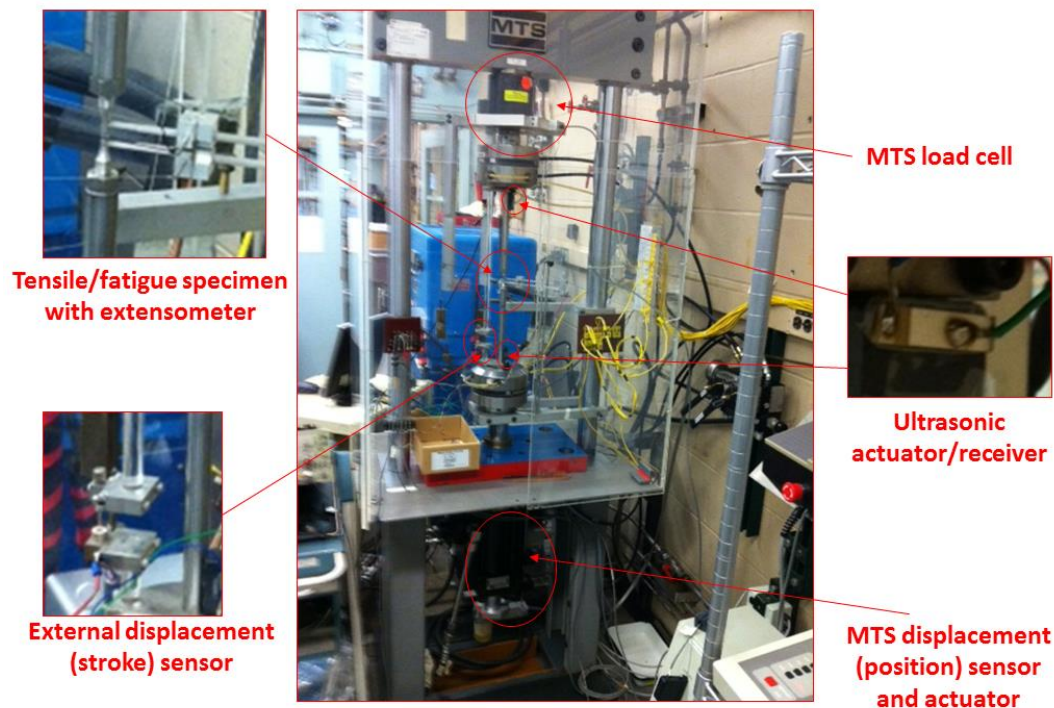 MTS
MTS load cell
Tensile/fatigue specimen
with extensometer
Ultrasonic
actuator/receiver
External displacement
(stroke) sensor
MTS displacement
(position) sensor
and actuator